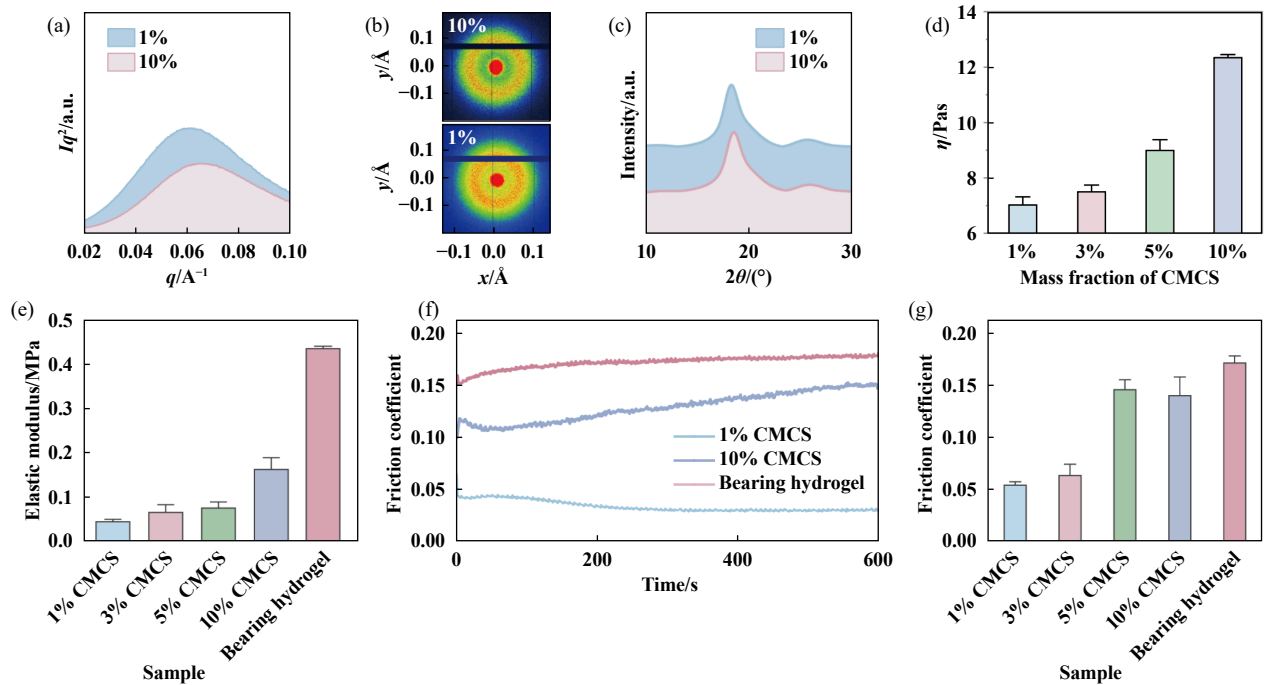 (a)
1%
10%
Iq²/a.u.
0.02 0.04 0.06 0.08 0.10
q/A⁻¹
(b)
10%
0.1
0
−0.1
y/Å
1%
0.1
0
−0.1
y/Å
−0.1 0 0.1
x/Å
(c)
1%
10%
Intensity/a.u.
10 20 30
2θ/(°)
(d)
14
12
10
8
6
η/Pas
1% 3% 5% 10%
Mass fraction of CMCS
(e)
0.5
0.4
0.3
0.2
0.1
0.0
Elastic modulus/MPa
1% CMCS
3% CMCS
5% CMCS
10% CMCS
Bearing hydrogel
Sample
(f)
0.20
0.15
0.10
0.05
0.00
Friction coefficient
1% CMCS
10% CMCS
Bearing hydrogel
0 200 400 600
Time/s
(g)
0.20
0.15
0.10
0.05
0.00
Friction coefficient
1% CMCS
3% CMCS
5% CMCS
10% CMCS
Bearing hydrogel
Sample